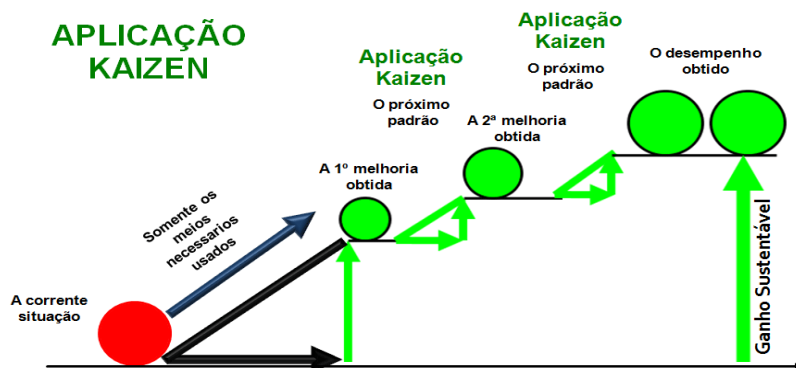 APLICAÇÃO
KAIZEN
Aplicação
Kaizen
O próximo
padrão
Aplicação
Kaizen
O próximo
padrão
O desempenho
obtido
A 2ª melhoria
obtida
A 1º melhoria
obtida
Somente os
meios
necessarios
usados
A corrente
situação
Ganho Sustentável